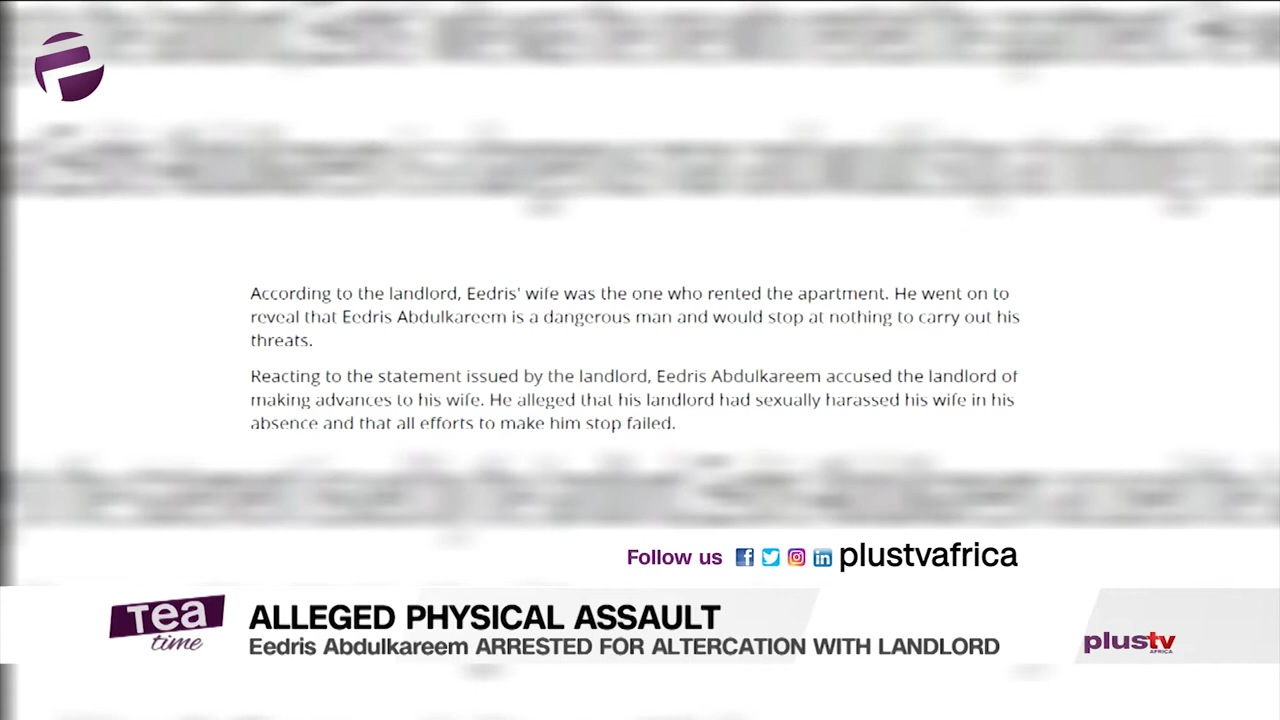 According to the landlord, Eedris' wife was the one who rented the apartment. He went on to
reveal that Eedris Abdulkareem is a dangerous man and would stop at nothing to carry out his
threats.
Reacting to the statement issued by the landlord, Eedris Abdulkareem accused the landlord of
making advances to his wife. He alleged that his landlord had sexually harassed his wife in his
absence and that all efforts to make him stop failed.
Follow us plustvafrica
Tea
time
ALLEGED PHYSICAL ASSAULT
Eedris Abdulkareem ARRESTED FOR ALTERCATION WITH LANDLORD
plustv
AFRICA